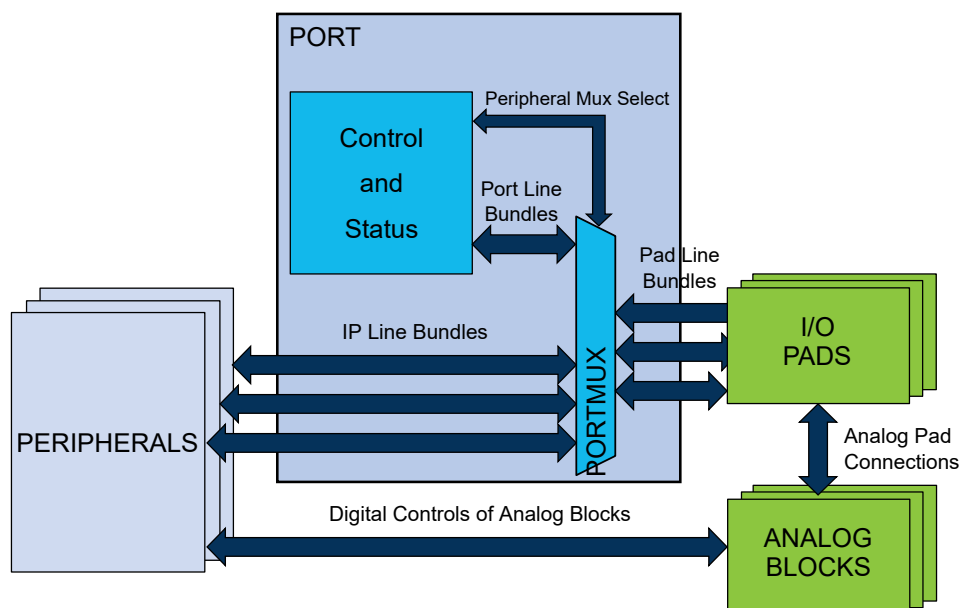 PORT
Peripheral Mux Select
Control
and
Status
Port Line
Bundles
Pad Line
Bundles
I/O
PADS
IP Line Bundles
PORTMUX
PERIPHERALS
Analog Pad
Connections
Digital Controls of Analog Blocks
ANALOG
BLOCKS